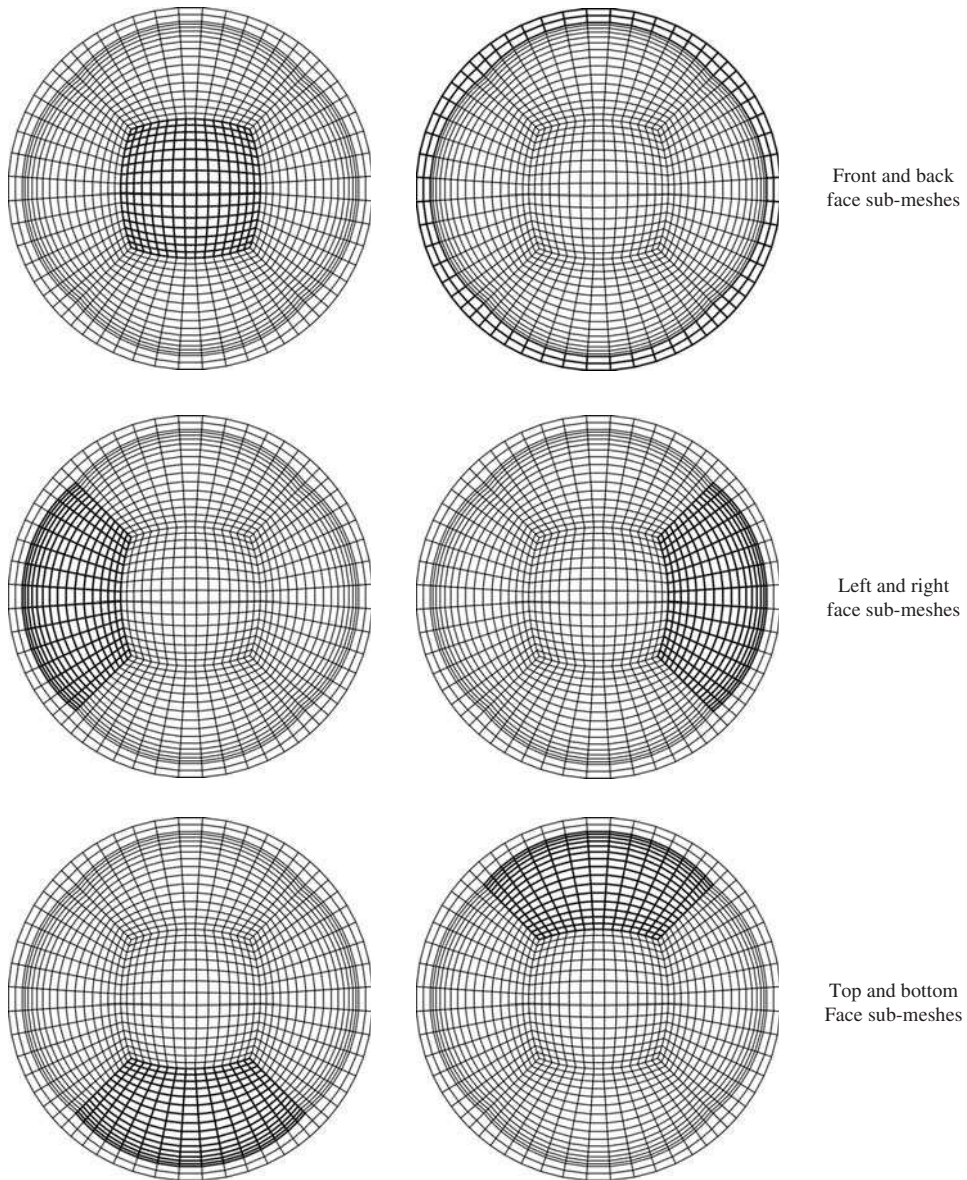 Front and back
face sub-meshes
Left and right
face sub-meshes
Top and bottom
Face sub-meshes